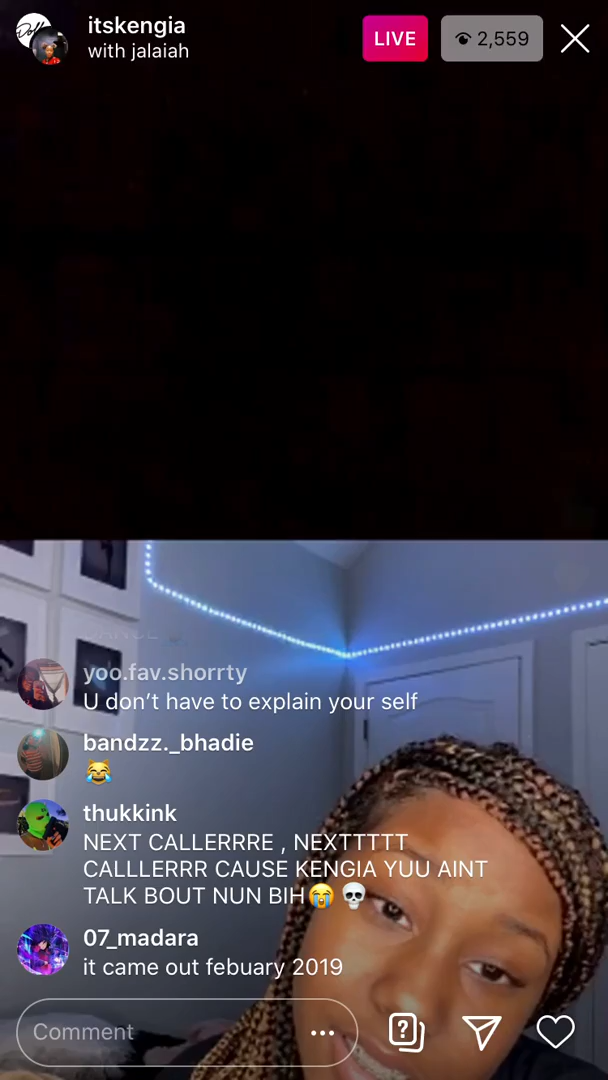 itskengia
with jalaiah
LIVE
2,559
yoo.fav.shorrty
U don’t have to explain your self
bandzz._bhadie
😹
thukkink
NEXT CALLERRRE , NEXTTTTT
CALLLERRR CAUSE KENGIA YUU AINT
TALK BOUT NUN BIH😭 💀
07_madara
it came out febuary 2019
Comment